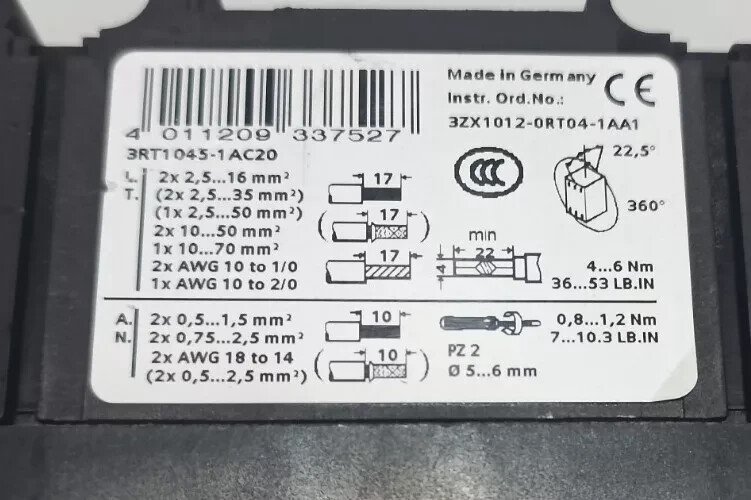 Made in Germany
Instr. Ord.No.:
CE
4 011209 337527
3ZX1012-0RT04-1AA1
3RT1045-1AC20
CCC
22,5°
360°
L. 2x 2,5...16 mm²
T. (2x 2,5...35 mm²)
(1x 2,5...50 mm²)
2x 10...50 mm²
1x 10...70 mm²
2x AWG 10 to 1/0
1x AWG 10 to 2/0
17
(17)
17
min
22
14
4...6 Nm
36...53 LB.IN
A. 2x 0,5...1,5 mm²
N. 2x 0,75...2,5 mm²
2x AWG 18 to 14
(2x 0,5...2,5 mm²)
10
(10)
0,8...1,2 Nm
7...10.3 LB.IN
PZ 2
Ø 5...6 mm